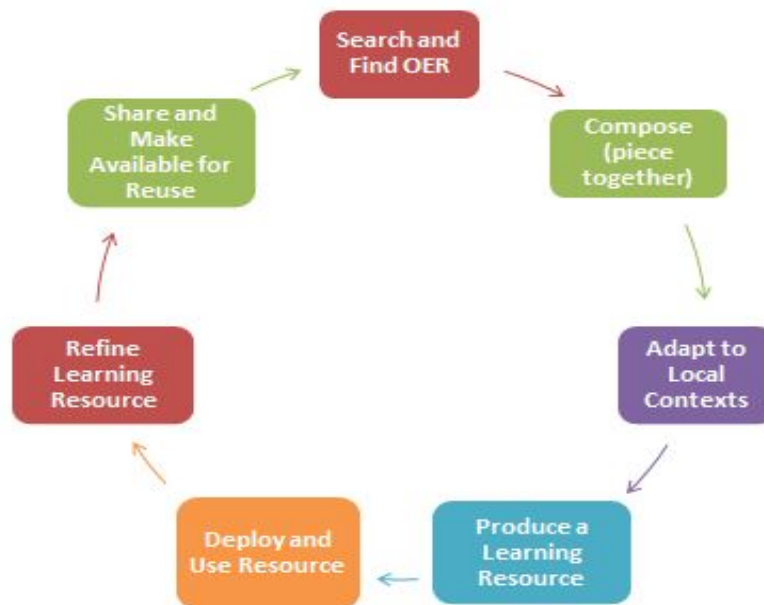 Search and
Find OER
Compose
(piece
together)
Adapt to
Local
Contexts
Produce a
Learning
Resource
Deploy and
Use Resource
Refine
Learning
Resource
Share and
Make
Available for
Reuse